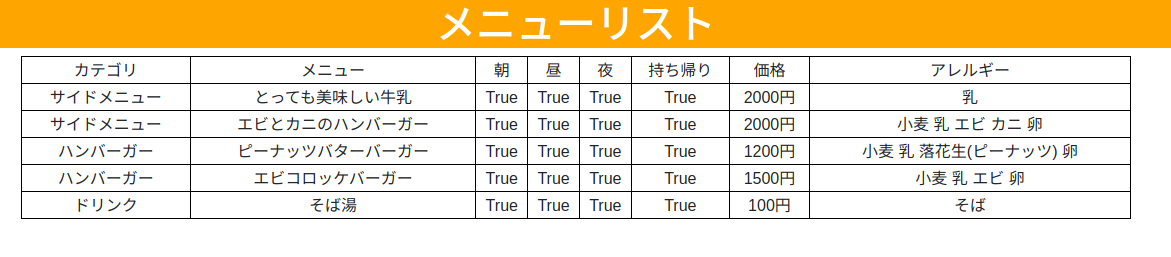 メニューリスト
カテゴリ メニュー 朝 昼 夜 持ち帰り 価格 アレルギー
サイドメニュー とっても美味しい牛乳 True True True True 2000円 乳
サイドメニュー エビとカニのハンバーガー True True True True 2000円 小麦 乳 エビ カニ 卵
ハンバーガー ピーナッツバターバーガー True True True True 1200円 小麦 乳 落花生(ピーナッツ) 卵
ハンバーガー エビコロッケバーガー True True True True 1500円 小麦 乳 エビ 卵
ドリンク そば湯 True True True True 100円 そば